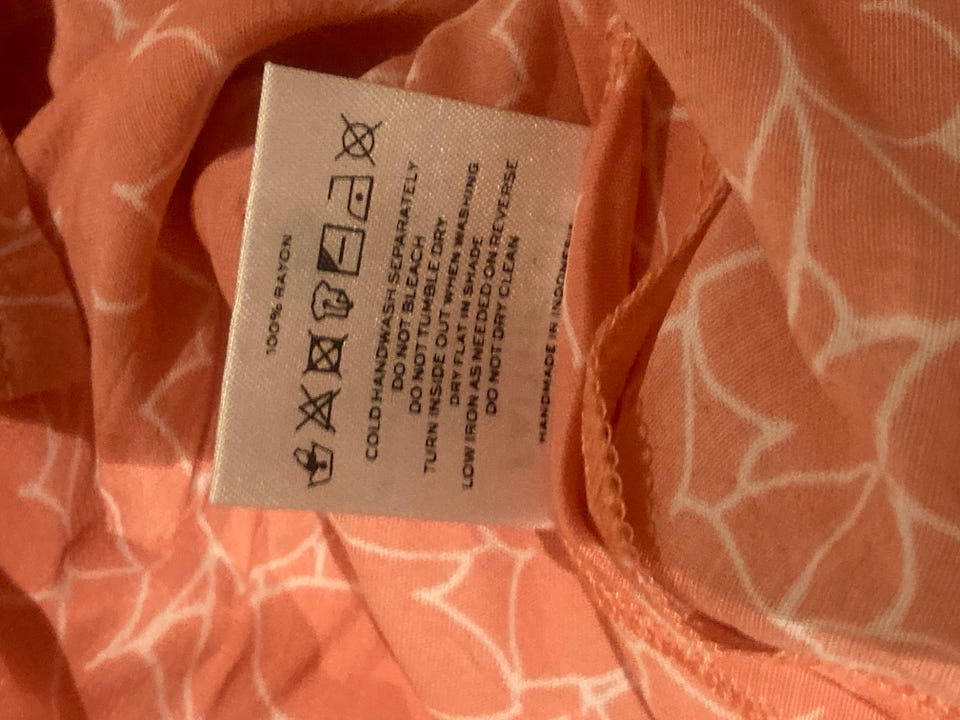 100% RAYON
COLD HANDWASH SEPARATELY
DO NOT BLEACH
DO NOT TUMBLE DRY
TURN INSIDE OUT WHEN WASHING
DRY FLAT IN SHADE
LOW IRON AS NEEDED ON REVERSE
DO NOT DRY CLEAN
HANDMADE IN